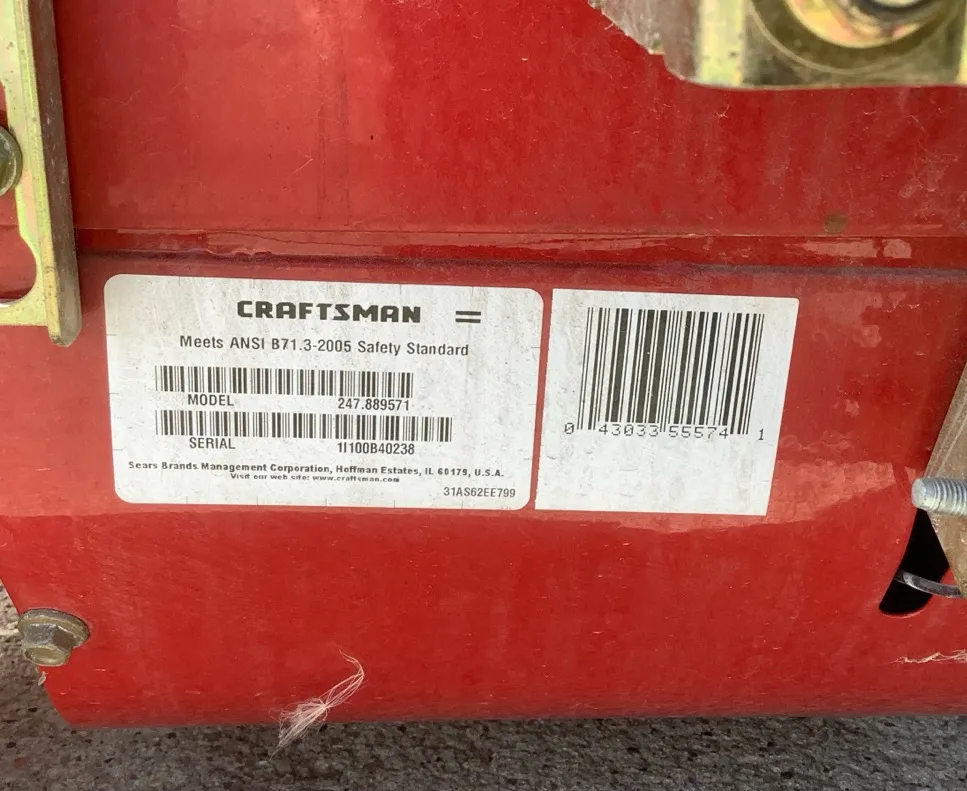 CRAFTSMAN
Meets ANSI B71.3-2005 Safety Standard
MODEL 247.889571
SERIAL 1I100B40238
Sears Brands Management Corporation, Hoffman Estates, IL 60179, U.S.A.
Visit our web site: www.craftsman.com
31AS62EE799
0 43033 55574 1